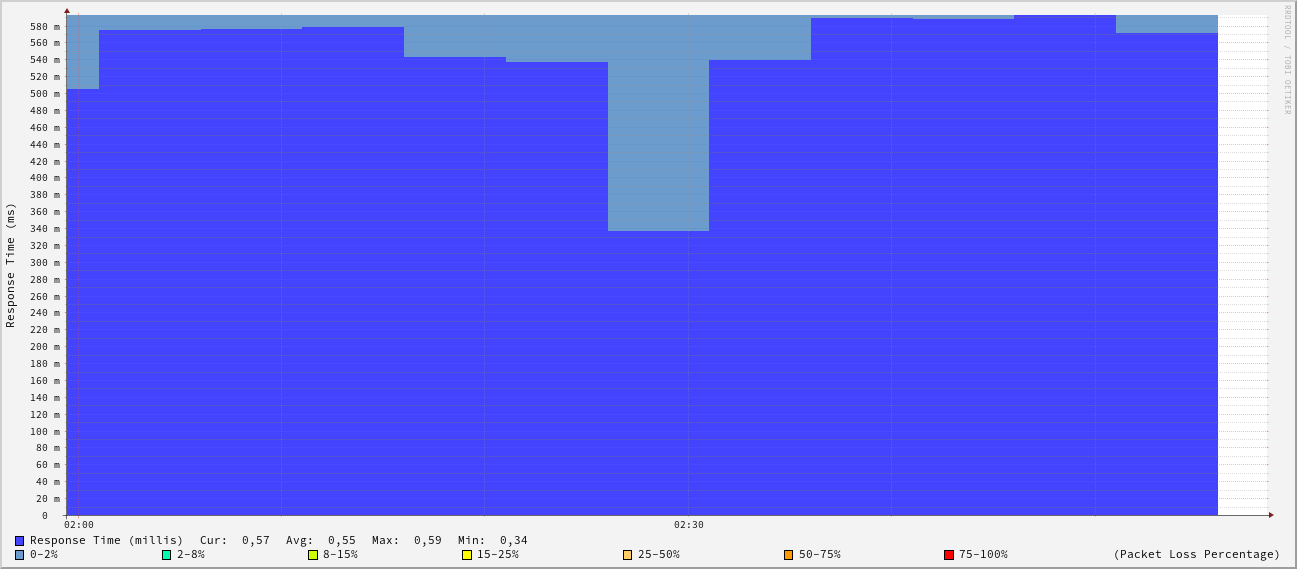 RRDTOOL / TOBI OETIKER
Response Time (ms)
580 m
560 m
540 m
520 m
500 m
480 m
460 m
440 m
420 m
400 m
380 m
360 m
340 m
320 m
300 m
280 m
260 m
240 m
220 m
200 m
180 m
160 m
140 m
120 m
100 m
80 m
60 m
40 m
20 m
0
02:00 02:30
Response Time (millis) Cur: 0,57 Avg: 0,55 Max: 0,59 Min: 0,34
0-2% 2-8% 8-15% 15-25% 25-50% 50-75% 75-100% (Packet Loss Percentage)